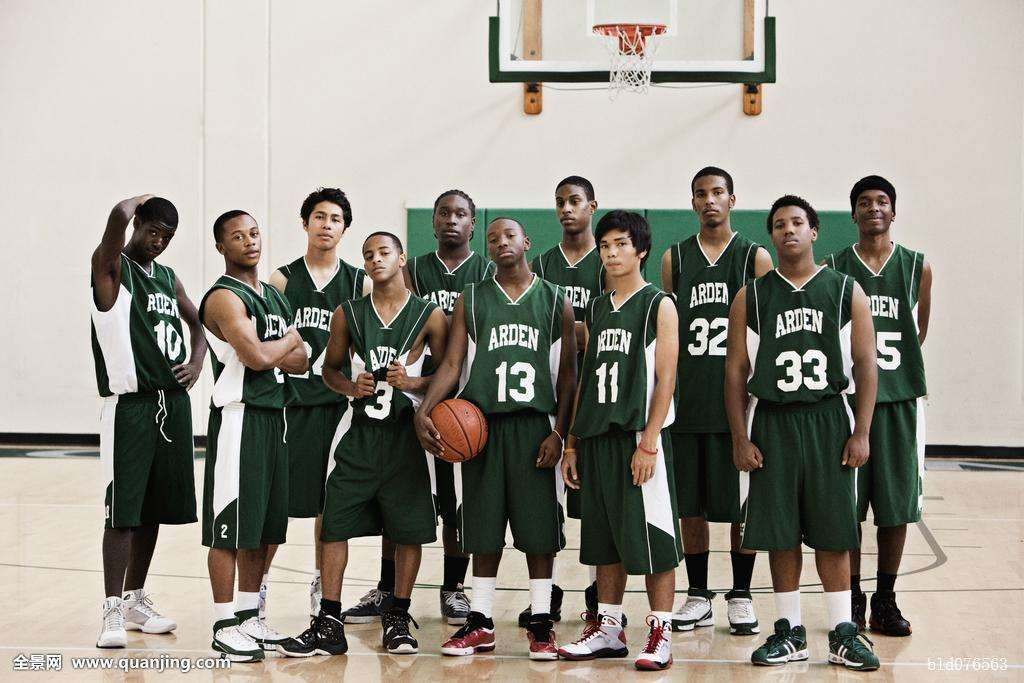 ARDEN
10
2
ARDEN
ARDEN
3
ARDEN
13
ARDEN
11
ARDEN
32
ARDEN
33
5
全景网 www.quanjing.com
b1d076563